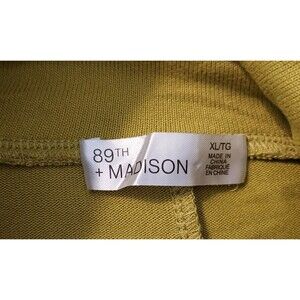 89TH
+ MADISON
XL/TG
MADE IN
CHINA
FABRIQUÉ
EN CHINE